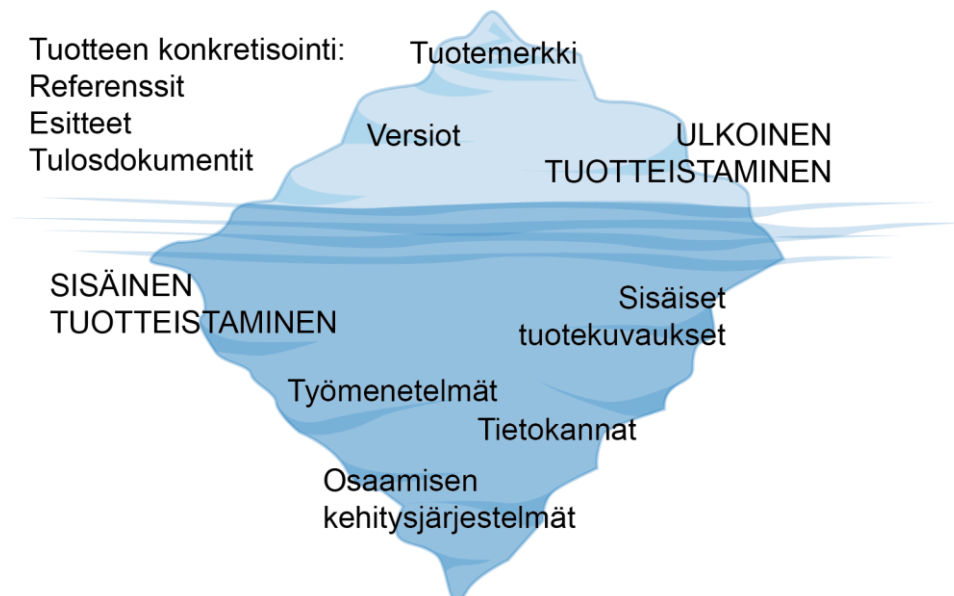 Tuotteen konkretisointi:
Referenssit
Esitteet
Tulosdokumentit
Tuotemerkki
Versiot
ULKOINEN
TUOTTEISTAMINEN
SISÄINEN
TUOTTEISTAMINEN
Sisäiset
tuotekuvaukset
Työmenetelmät
Tietokannat
Osaamisen
kehitysjärjestelmät